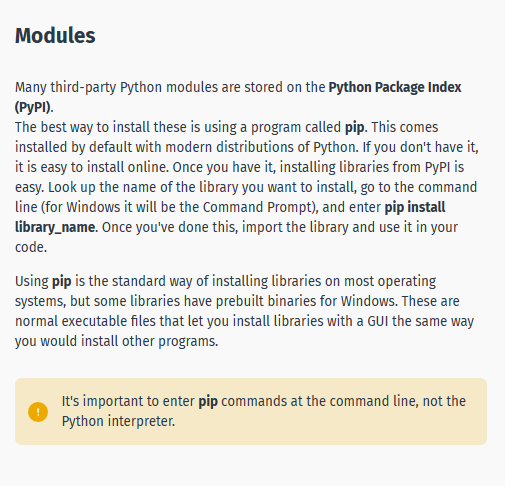 Modules
Many third-party Python modules are stored on the Python Package Index
(PyPI).
The best way to install these is using a program called pip. This comes
installed by default with modern distributions of Python. If you don't have it,
it is easy to install online. Once you have it, installing libraries from PyPI is
easy. Look up the name of the library you want to install, go to the command
line (for Windows it will be the Command Prompt), and enter pip install
library_name. Once you've done this, import the library and use it in your
code.
Using pip is the standard way of installing libraries on most operating
systems, but some libraries have prebuilt binaries for Windows. These are
normal executable files that let you install libraries with a GUI the same way
you would install other programs.
It's important to enter pip commands at the command line, not the
Python interpreter.